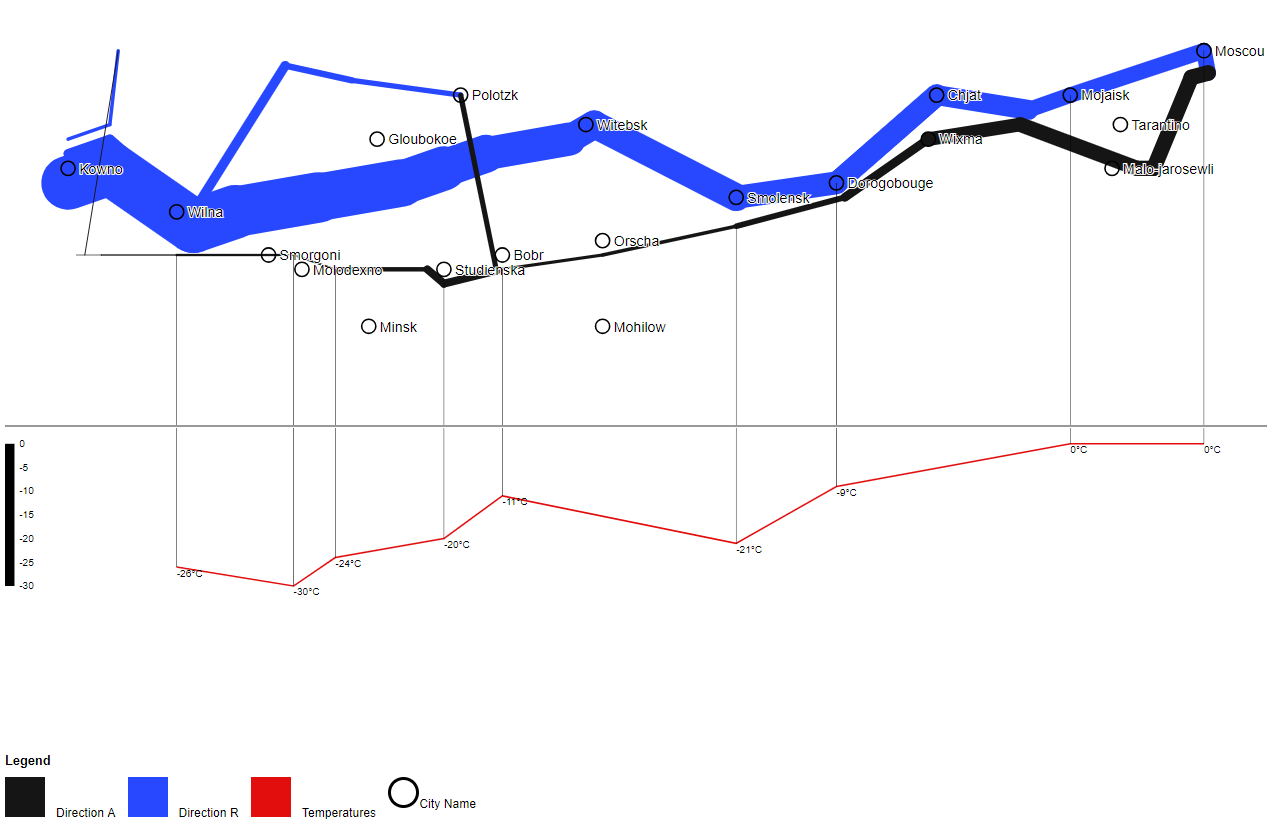 Moscou
Polotzk
Chjat
Mojaisk
Witebsk
Tarantino
Gloubokoe
Wixma
Kowno
Malo-jarosewli
Dorogobouge
Smolensk
Wilna
Orscha
Smorgoni
Bobr
Molodexno
Studienska
Minsk
Mohilow
0
-5
-10
-15
-20
-25
-30
0°C
0°C
-9°C
-11°C
-20°C
-21°C
-24°C
-26°C
-30°C
Legend
Direction A
Direction R
Temperatures
City Name